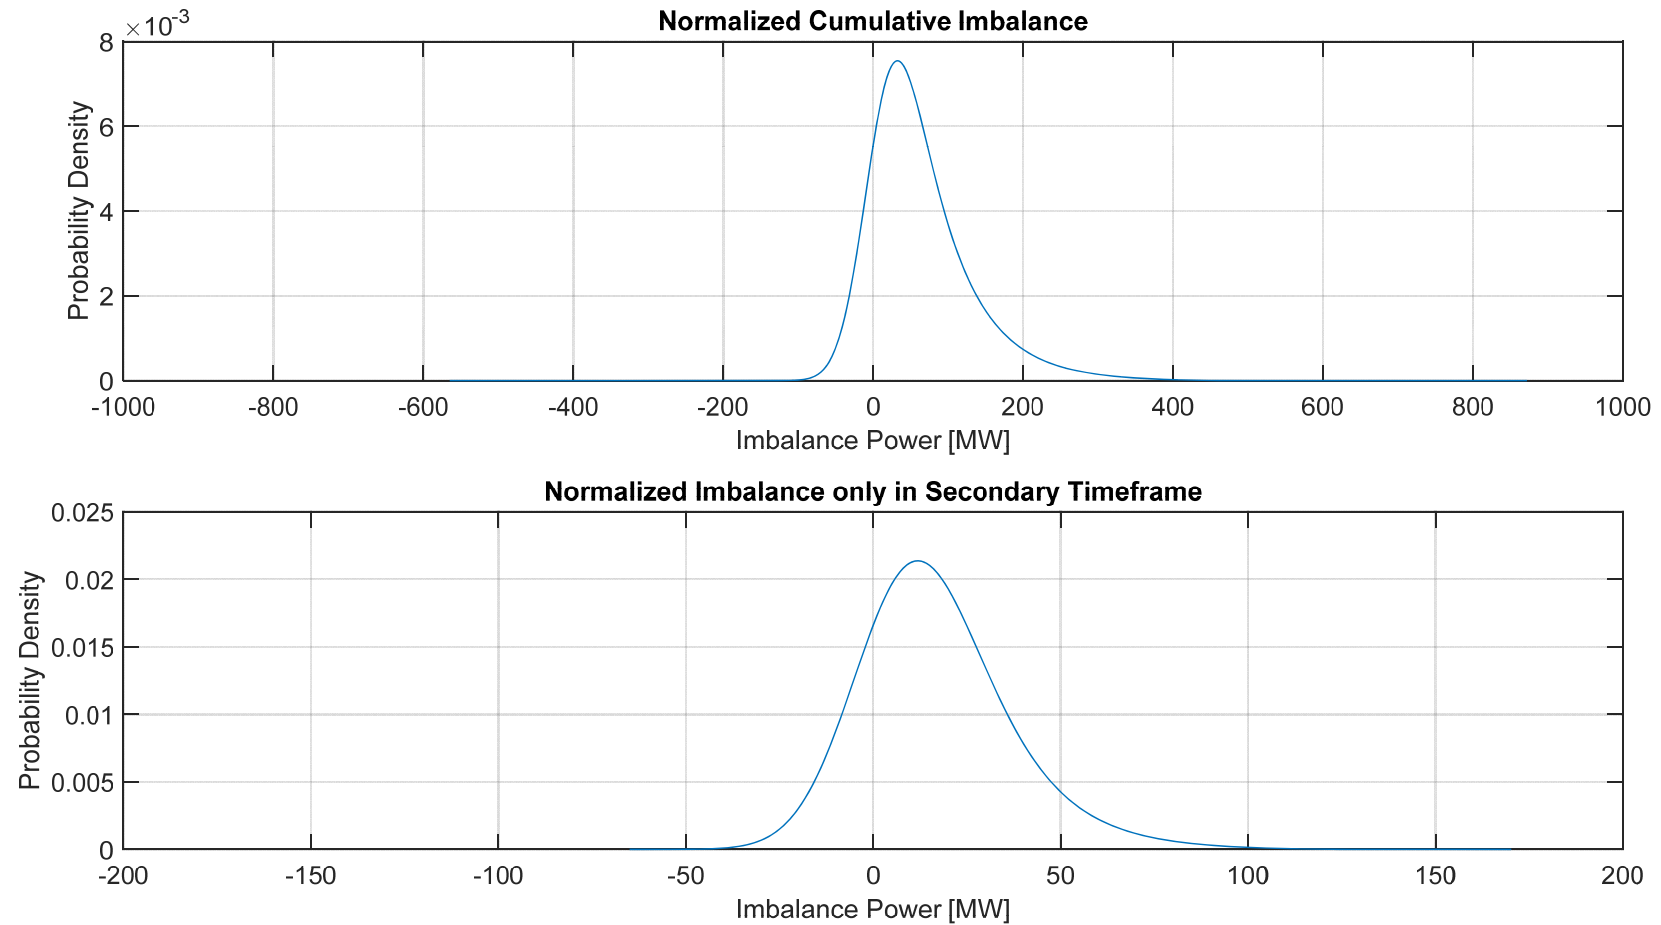 Normalized Cumulative Imbalance
×10-3
8
6
4
2
0
Probability Density
-1000 -800 -600 -400 -200 0 200 400 600 800 1000
Imbalance Power [MW]
Normalized Imbalance only in Secondary Timeframe
0.025
0.02
0.015
0.01
0.005
0
Probability Density
-200 -150 -100 -50 0 50 100 150 200
Imbalance Power [MW]